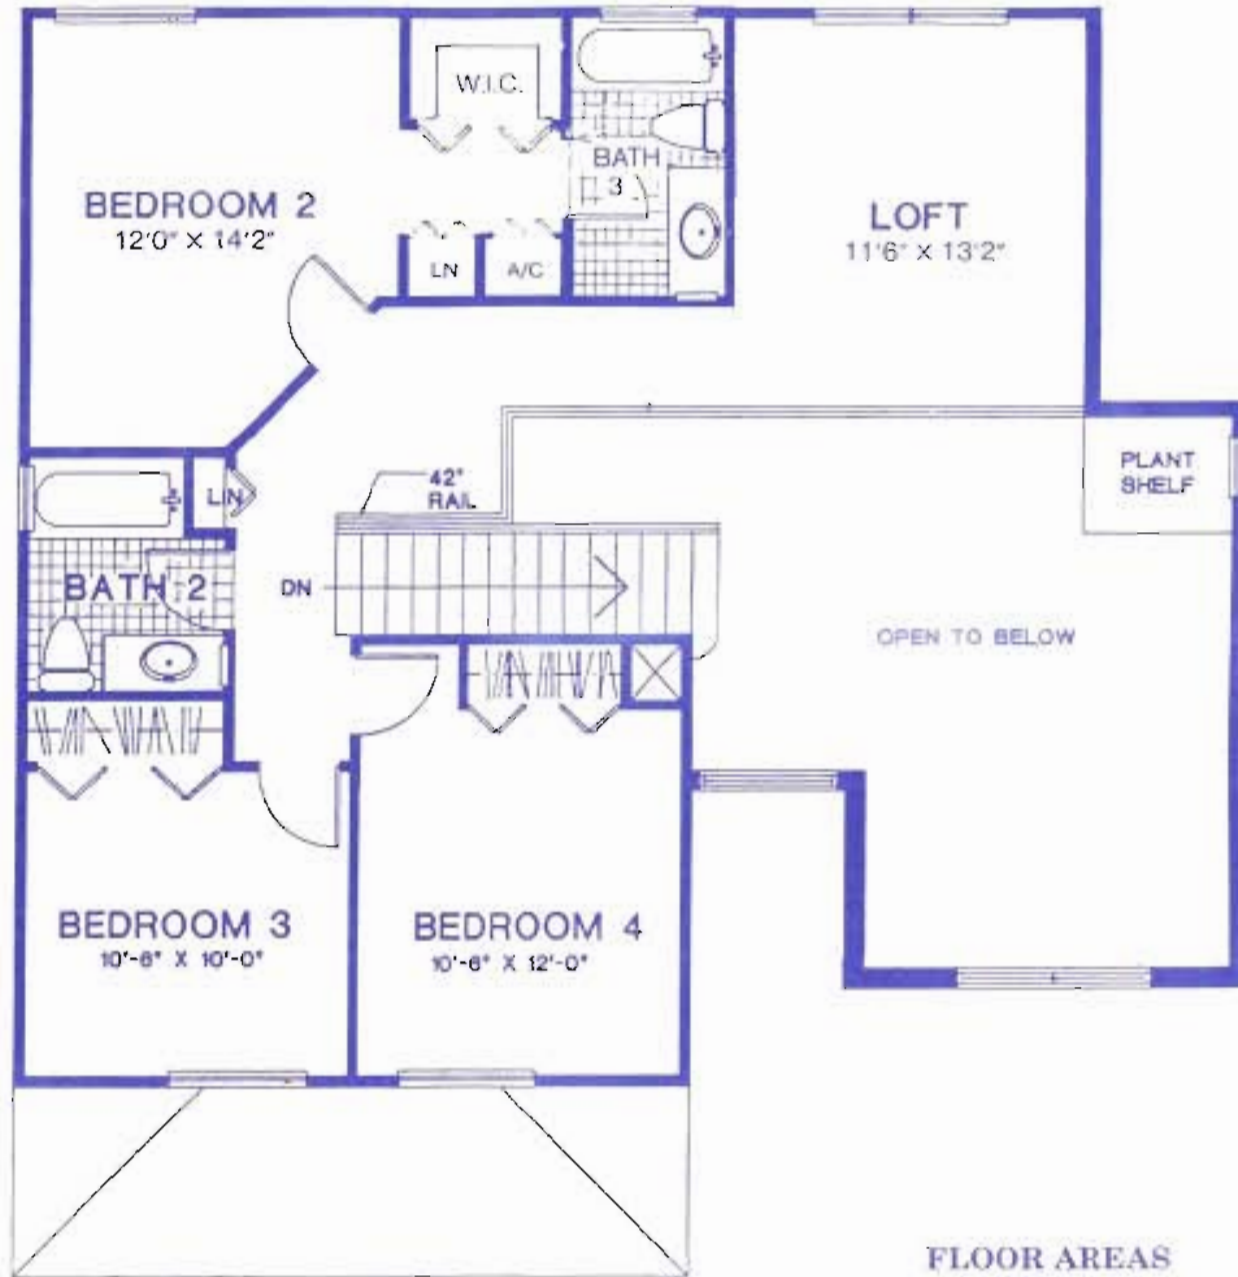 W.I.C.
BATH
3
BEDROOM 2
12'0" X 14'2"
LOFT
11'6" X 13'2"
LN
A/C
PLANT
SHELF
42"
RAIL
LIN
BATH 2
DN
OPEN TO BELOW
BEDROOM 3
10'-6" X 10'-0"
BEDROOM 4
10'-6" X 12'-0"
FLOOR AREAS